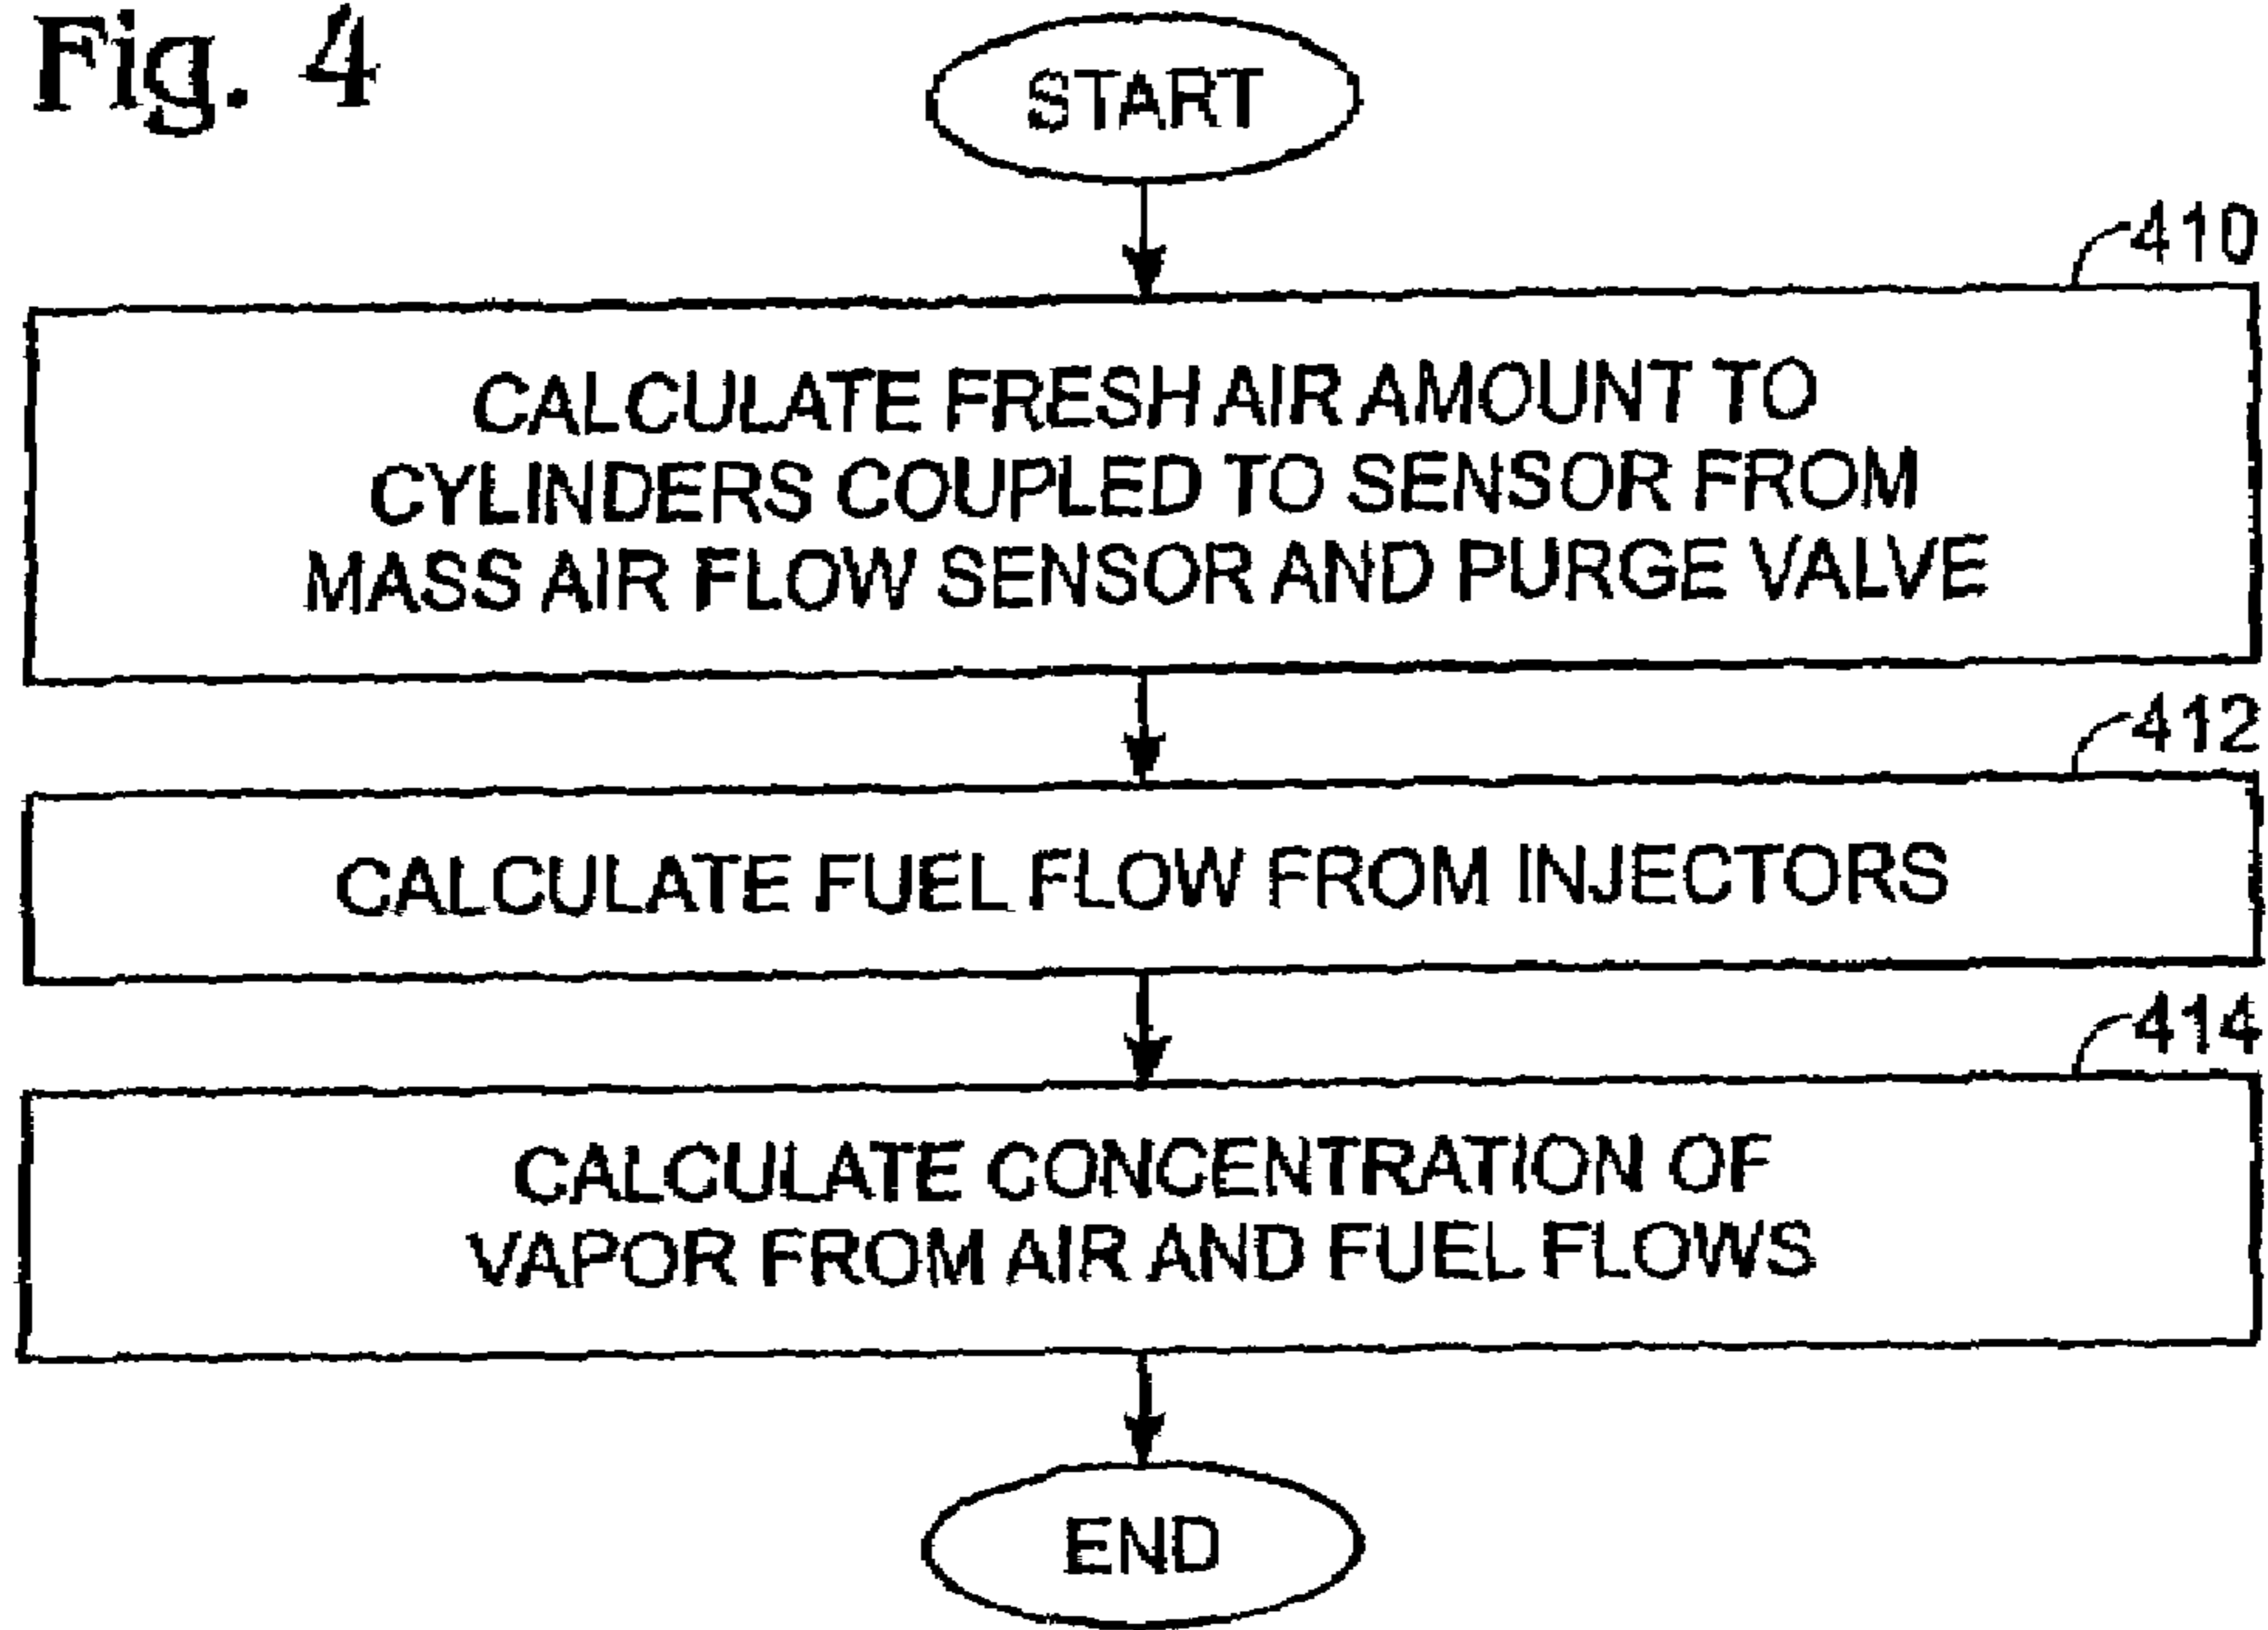 Fig. 4
START
410
CALCULATE FRESH AIR AMOUNT TO
CYLINDERS COUPLED TO SENSOR FROM
MASS AIR FLOW SENSOR AND PURGE VALVE
412
CALCULATE FUEL FLOW FROM INJECTORS
414
CALCULATE CONCENTRATION OF
VAPOR FROM AIR AND FUEL FLOWS
END